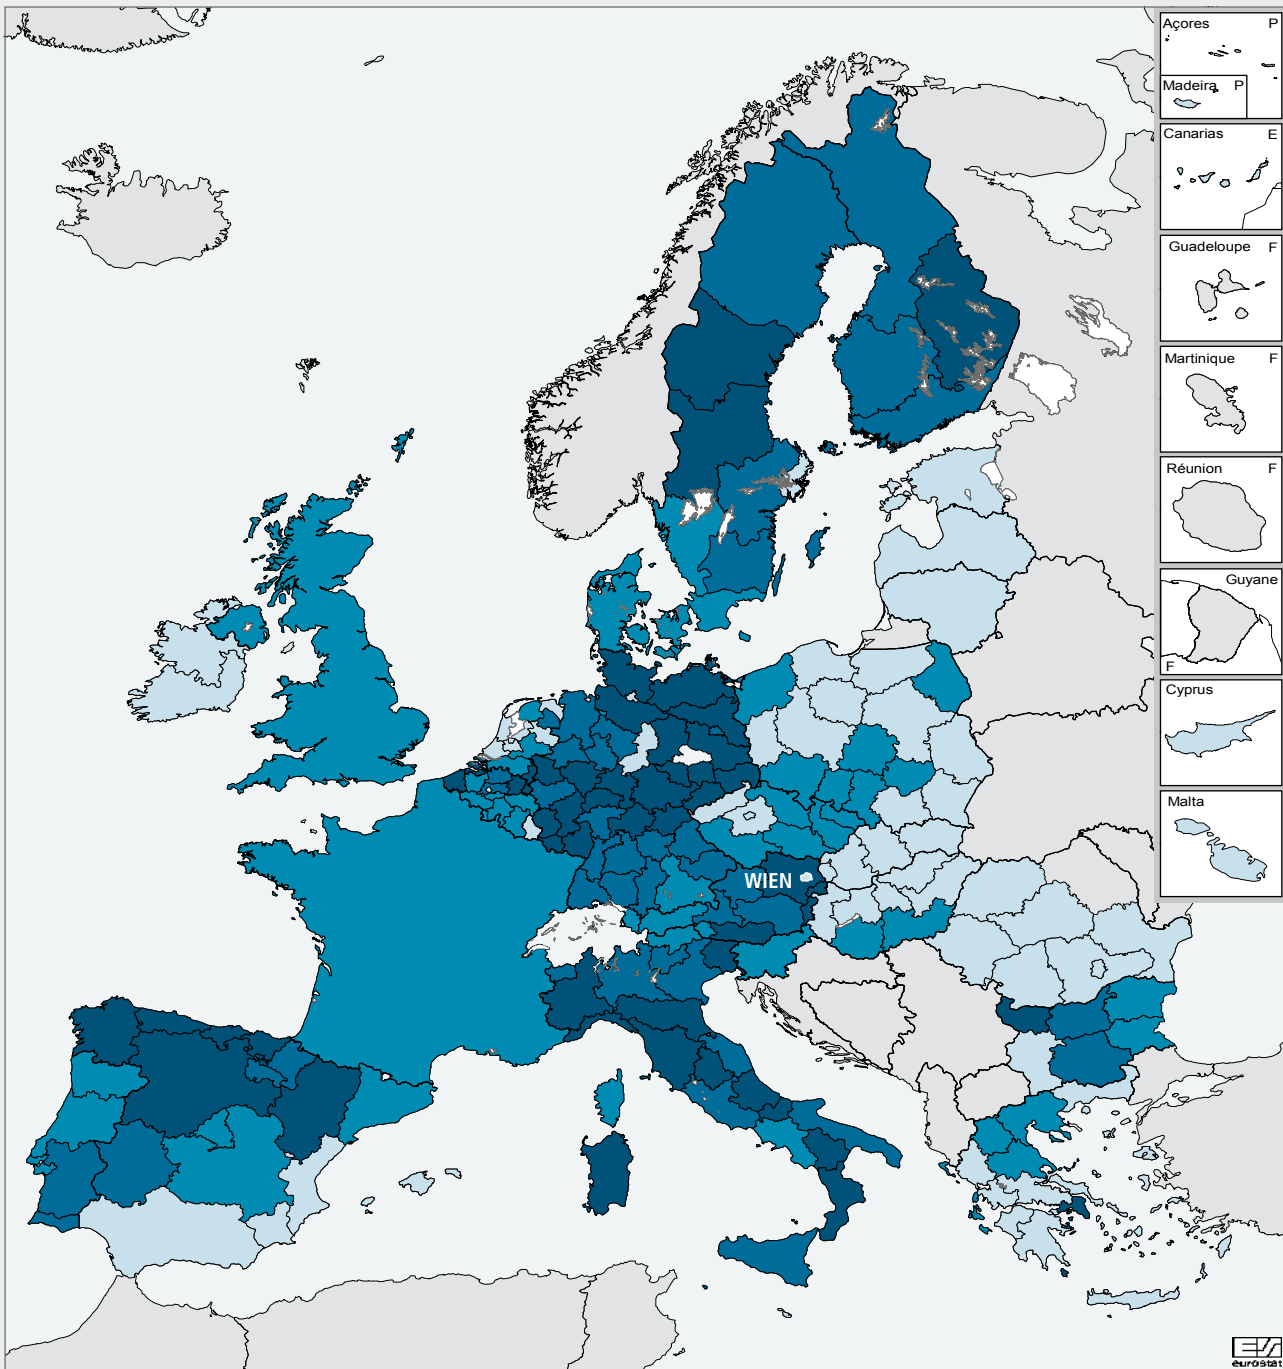 Açores P
Madeira P
Canarias E
Guadeloupe F
Martinique F
Réunion F
Guyane
F
Cyprus
Malta
WIEN
eurostat